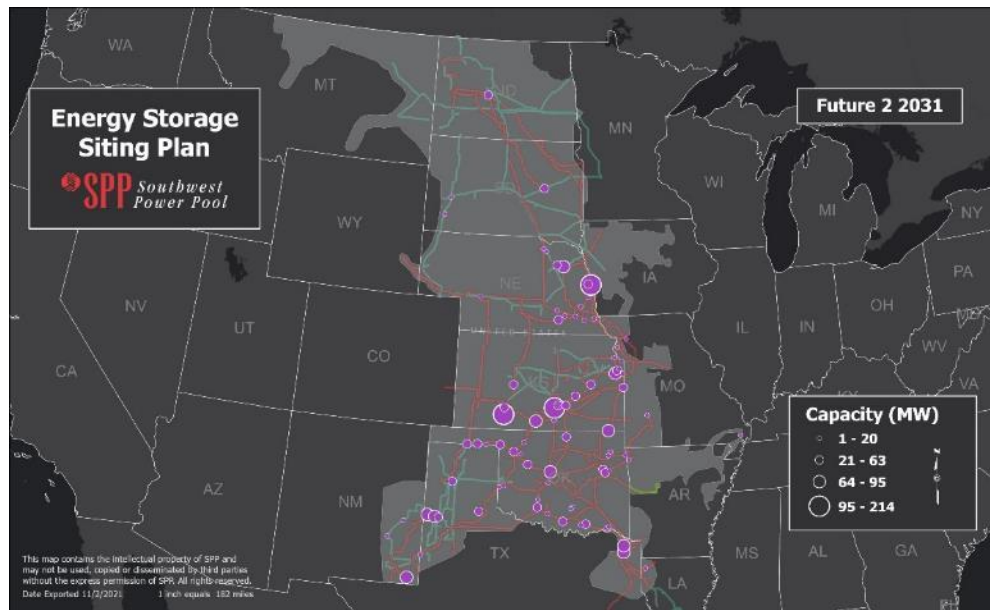 Energy Storage
Siting Plan
SPP Southwest
Power Pool
Future 2 2031
WA
MT
ND
MN
WI
MI
NY
WY
IA
NE
PA
NV
UT
CO
IL
IN
OH
WV
VA
CA
MO
KY
AZ
NM
OK
AR
TX
LA
MS
AL
GA
Capacity (MW)
1 - 20
21 - 63
64 - 95
95 - 214
N
This map contains the intellectual property of SPP and
may not be used, copied or disseminated by third parties
without the express permission of SPP. All rights reserved.
Date Exported 11/2/2021 1 inch equals 182 miles